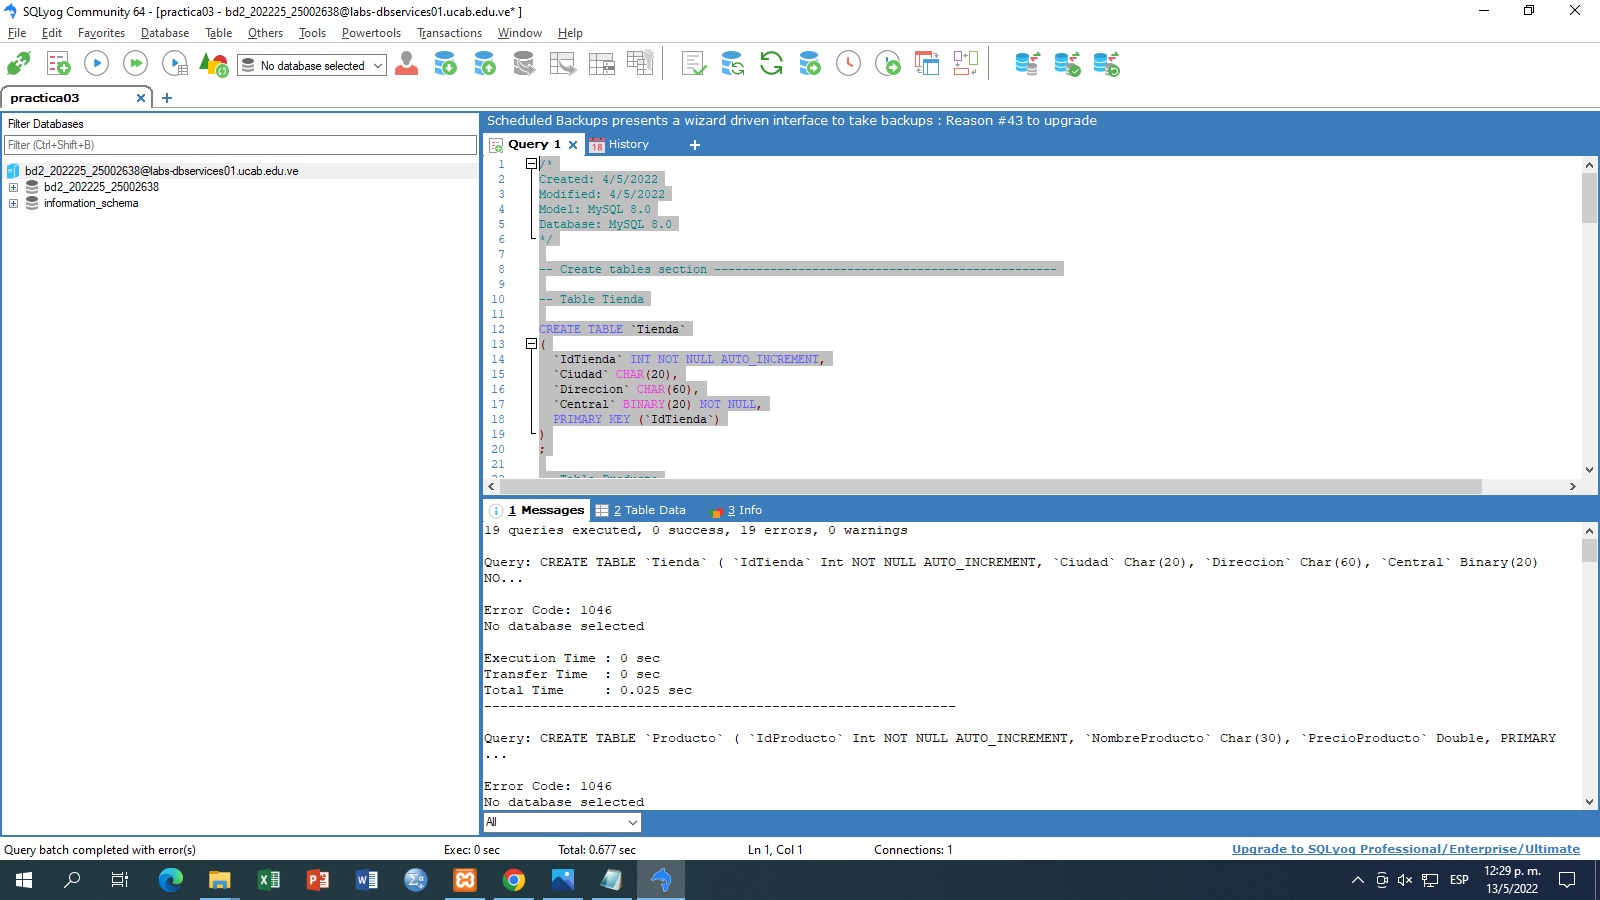 SQLyog Community 64 - [practica03 - bd2_202225_25002638@labs-dbservices01.ucab.edu.ve* ]
File Edit Favorites Database Table Others Tools Powertools Transactions Window Help
No database selected
practica03
Filter Databases
Filter (Ctrl+Shift+B)
bd2_202225_25002638@labs-dbservices01.ucab.edu.ve
bd2_202225_25002638
information_schema
Scheduled Backups presents a wizard driven interface to take backups : Reason #43 to upgrade
Query 1
18 History
1 /*
2 Created: 4/5/2022
3 Modified: 4/5/2022
4 Model: MySQL 8.0
5 Database: MySQL 8.0
6 */
7
8 -- Create tables section -------------------------------------------------
9
10 -- Table Tienda
11
12 CREATE TABLE `Tienda`
13 (
14 `IdTienda` INT NOT NULL AUTO_INCREMENT,
15 `Ciudad` CHAR(20),
16 `Direccion` CHAR(60),
17 `Central` BINARY(20) NOT NULL,
18 PRIMARY KEY (`IdTienda`)
19 )
20 ;
21
22 -- Table Producto
1 Messages 2 Table Data 3 Info
19 queries executed, 0 success, 19 errors, 0 warnings
Query: CREATE TABLE `Tienda` ( `IdTienda` Int NOT NULL AUTO_INCREMENT, `Ciudad` Char(20), `Direccion` Char(60), `Central` Binary(20)
NO...
Error Code: 1046
No database selected
Execution Time : 0 sec
Transfer Time : 0 sec
Total Time : 0.025 sec
-----------------------------------------------------------
Query: CREATE TABLE `Producto` ( `IdProducto` Int NOT NULL AUTO_INCREMENT, `NombreProducto` Char(30), `PrecioProducto` Double, PRIMARY
...
Error Code: 1046
No database selected
All
Query batch completed with error(s)
Exec: 0 sec
Total: 0.677 sec
Ln 1, Col 1
Connections: 1
Upgrade to SQLyog Professional/Enterprise/Ultimate
ESP
12:29 p. m.
13/5/2022